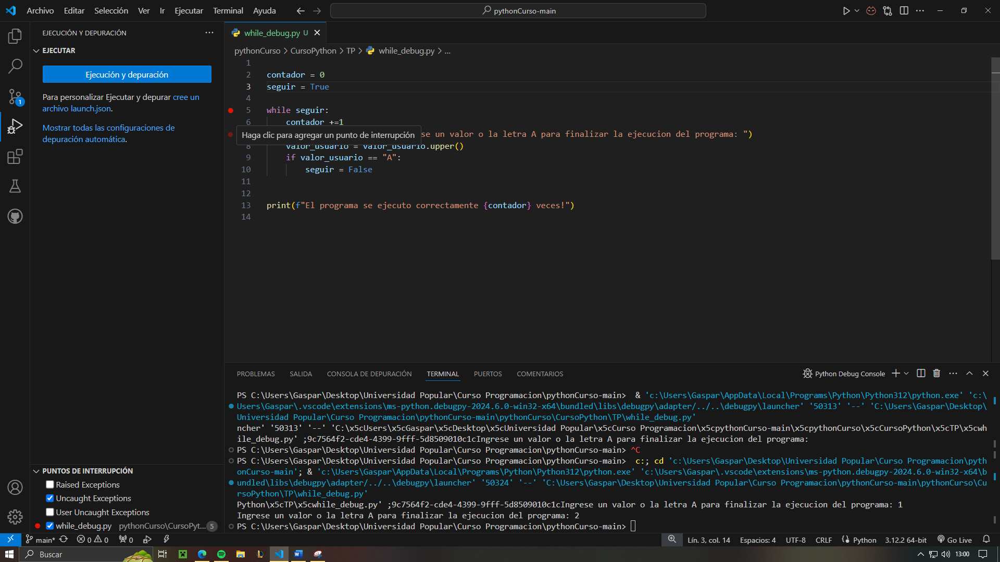 Archivo Editar Selección Ver Ir Ejecutar Terminal Ayuda
pythonCurso-main
EJECUCIÓN Y DEPURACIÓN
EJECUTAR
Ejecución y depuración
Para personalizar Ejecutar y depurar cree un
archivo launch.json.
Mostrar todas las configuraciones de
depuración automática.
1
while_debug.py U
pythonCurso > CursoPython > TP > while_debug.py > ...
1
2 contador = 0
3 seguir = True
4
5 while seguir:
6 contador +=1
Haga clic para agregar un punto de interrupción
se un valor o la letra A para finalizar la ejecucion del programa: ")
8 valor_usuario = valor_usuario.upper()
9 if valor_usuario == "A":
10 seguir = False
11
12
13 print(f"El programa se ejecuto correctamente {contador} veces!")
14
PROBLEMAS SALIDA CONSOLA DE DEPURACIÓN TERMINAL PUERTOS COMENTARIOS
Python Debug Console
PS C:\Users\Gaspar\Desktop\Universidad Popular\Curso Programacion\pythonCurso-main>  & 'c:\Users\Gaspar\AppData\Local\Programs\Python\Python312\python.exe' 'c:\
Users\Gaspar\.vscode\extensions\ms-python.debugpy-2024.6.0-win32-x64\bundled\libs\debugpy\adapter/../..\debugpy\launcher' '50313' '--' 'C:\Users\Gaspar\Desktop\
Universidad Popular\Curso Programacion\pythonCurso-main\pythonCurso\CursoPython\TP\while_debug.py'
ncher' '50313' '--' 'C:\x5cUsers\x5cGaspar\x5cDesktop\x5cUniversidad Popular\x5cCurso Programacion\x5cpythonCurso-main\x5cpythonCurso\x5cCursoPython\x5cTP\x5cwh
ile_debug.py' ;9c7564f2-cde4-4399-9fff-5d8509010c1cIngrese un valor o la letra A para finalizar la ejecucion del programa:
PS C:\Users\Gaspar\Desktop\Universidad Popular\Curso Programacion\pythonCurso-main> ^C
PS C:\Users\Gaspar\Desktop\Universidad Popular\Curso Programacion\pythonCurso-main>  c:; cd 'c:\Users\Gaspar\Desktop\Universidad Popular\Curso Programacion\pyth
onCurso-main'; & 'c:\Users\Gaspar\AppData\Local\Programs\Python\Python312\python.exe' 'c:\Users\Gaspar\.vscode\extensions\ms-python.debugpy-2024.6.0-win32-x64\b
undled\libs\debugpy\adapter/../..\debugpy\launcher' '50324' '--' 'C:\Users\Gaspar\Desktop\Universidad Popular\Curso Programacion\pythonCurso-main\pythonCurso\Cu
rsoPython\TP\while_debug.py'
Python\x5cTP\x5cwhile_debug.py' ;9c7564f2-cde4-4399-9fff-5d8509010c1cIngrese un valor o la letra A para finalizar la ejecucion del programa: 1
Ingrese un valor o la letra A para finalizar la ejecucion del programa: 2
PS C:\Users\Gaspar\Desktop\Universidad Popular\Curso Programacion\pythonCurso-main>
PUNTOS DE INTERRUPCIÓN
Raised Exceptions
Uncaught Exceptions
User Uncaught Exceptions
while_debug.py pythonCurso\CursoPyt... 5
main* 0 0 0 Lín. 3, col. 14 Espacios: 4 UTF-8 CRLF Python 3.12.2 64-bit Go Live
Buscar
13:00